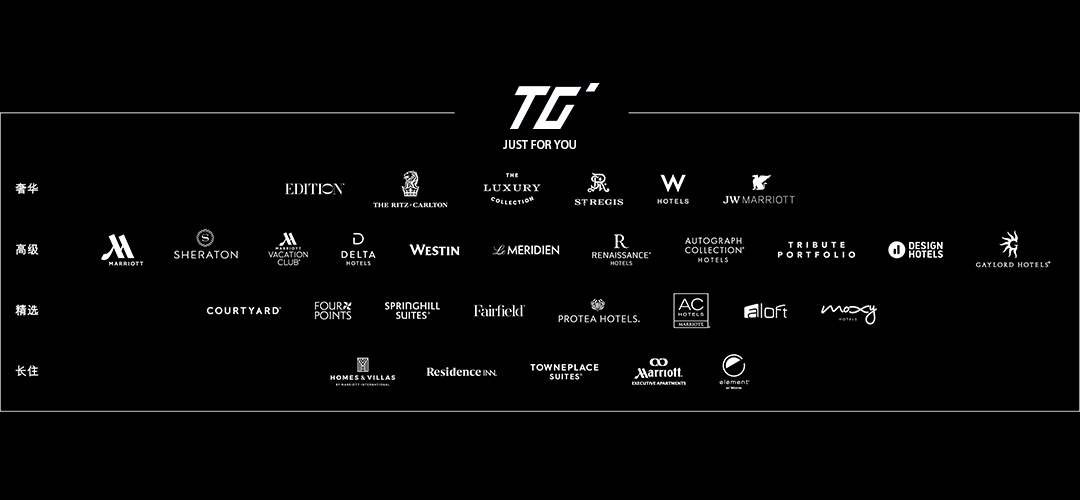 TG
JUST FOR YOU
奢华
EDITION
THE RITZ-CARLTON
THE
LUXURY
COLLECTION
ST REGIS
W
HOTELS
JW MARRIOTT
高级
MARRIOTT
S
SHERATON
MARRIOTT
VACATION
CLUB®
D
DELTA
HOTELS
WESTIN
Le MERIDIEN
R
RENAISSANCE®
HOTELS
AUTOGRAPH
COLLECTION®
HOTELS
TRIBUTE
PORTFOLIO
DESIGN
HOTELS
GAYLORD HOTELS®
精选
COURTYARD®
FOUR
POINTS
SPRINGHILL
SUITES®
Fairfield®
PROTEA HOTELS.
AC
HOTELS
MARRIOTT
aloft
moxy
HOTELS
长住
HOMES & VILLAS
BY MARRIOTT INTERNATIONAL
Residence INN.
TOWNEPLACE
SUITES®
Marriott
EXECUTIVE APARTMENTS
element®
BY WESTIN